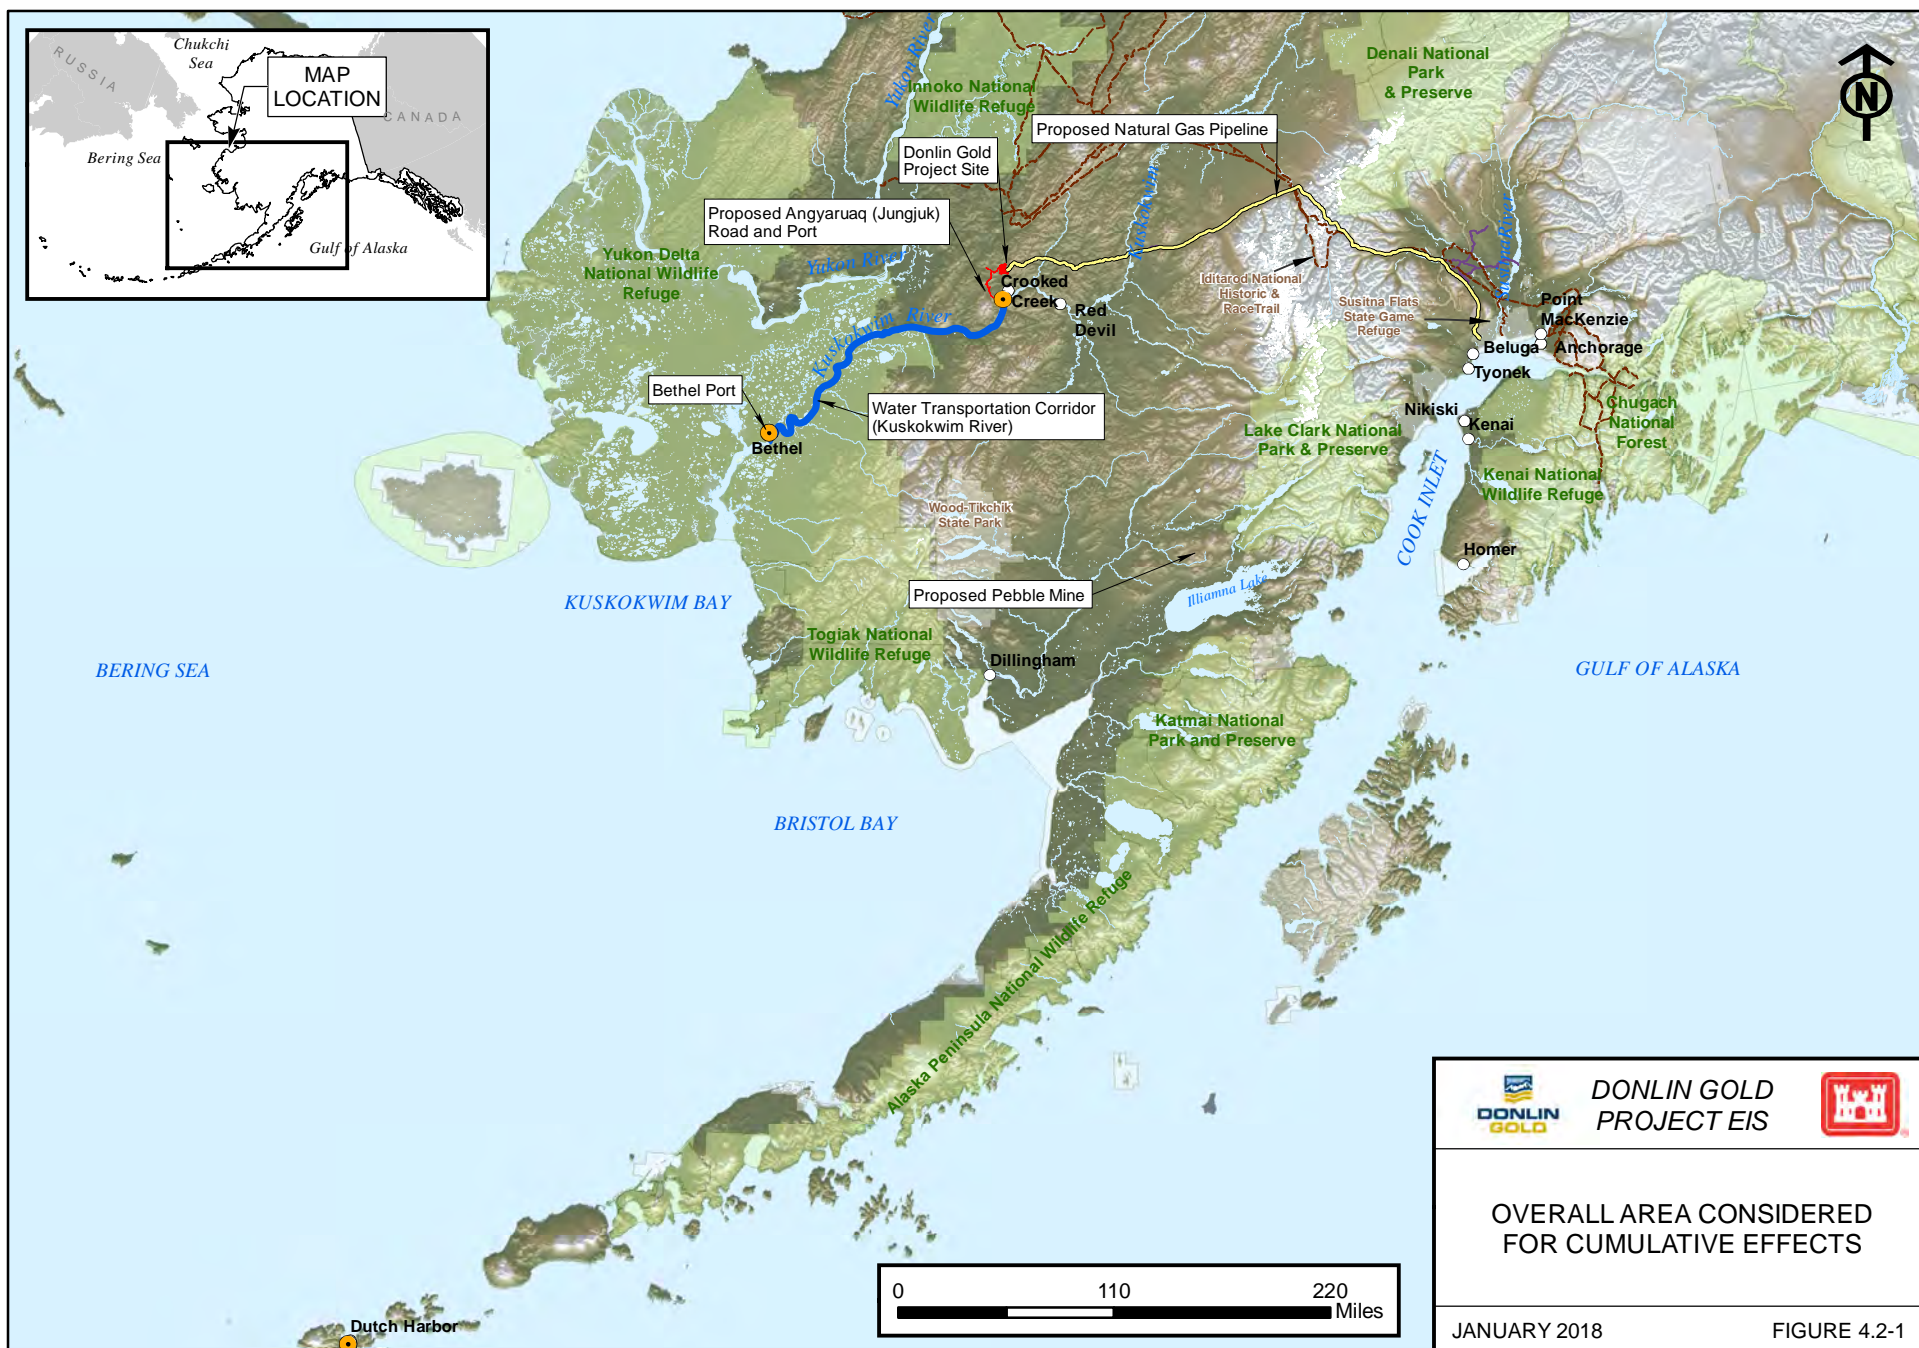 Chukchi
Sea
RUSSIA
MAP
LOCATION
CANADA
Bering Sea
Gulf of Alaska
Yukon River
Innoko National
Wildlife Refuge
Denali National
Park
& Preserve
N
Proposed Natural Gas Pipeline
Donlin Gold
Project Site
Kuskokwim
Proposed Angyaruaq (Jungjuk)
Road and Port
Yukon Delta
National Wildlife
Refuge
Yukon River
Susitna River
Crooked
Creek
Red
Devil
Iditarod National
Historic &
RaceTrail
Susitna Flats
State Game
Refuge
Point
MacKenzie
Beluga
Anchorage
Tyonek
Kuskokwim River
Bethel Port
Water Transportation Corridor
(Kuskokwim River)
Bethel
Nikiski
Kenai
Chugach
National
Forest
Lake Clark National
Park & Preserve
Kenai National
Wildlife Refuge
COOK INLET
Wood-Tikchik
State Park
Homer
Proposed Pebble Mine
Illiamna Lake
KUSKOKWIM BAY
Togiak National
Wildlife Refuge
Dillingham
BERING SEA
GULF OF ALASKA
Katmai National
Park and Preserve
BRISTOL BAY
Alaska Peninsula National Wildlife Refuge
Dutch Harbor
0 110 220
Miles
DONLIN
GOLD
DONLIN GOLD
PROJECT EIS
OVERALL AREA CONSIDERED
FOR CUMULATIVE EFFECTS
JANUARY 2018
FIGURE 4.2-1